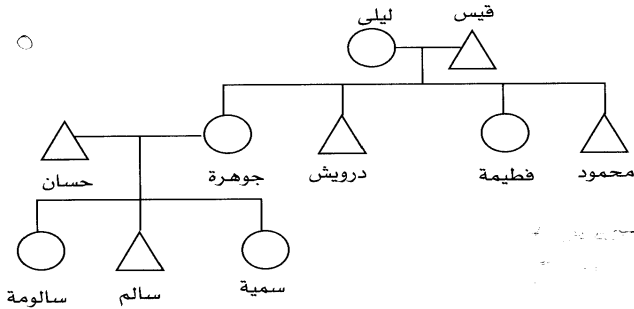 قيس
ليلى
محمود
فطيمة
درويش
جوهرة
حسان
سمية
سالم
سالومة